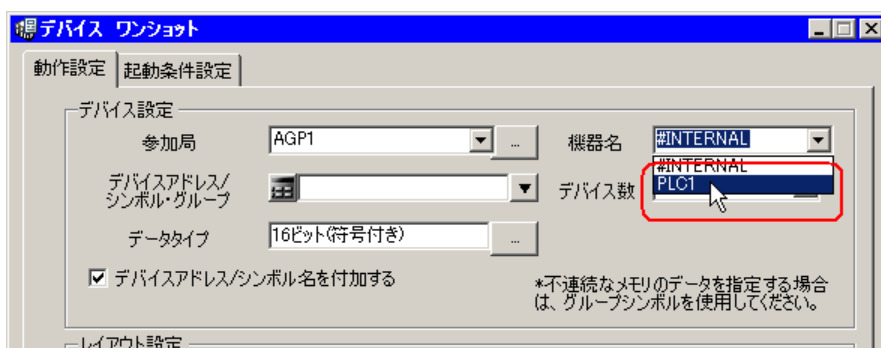 デバイス ワンショット
動作設定 起動条件設定
デバイス設定
参加局 AGP1 ... 機器名 #INTERNAL
#INTERNAL
デバイスアドレス/
シンボル・グループ デバイス数 PLC1
データタイプ 16ビット(符号付き) ...
デバイスアドレス/シンボル名を付加する
*不連続なメモリのデータを指定する場合
は、グループシンボルを使用してください。
レイアウト設定